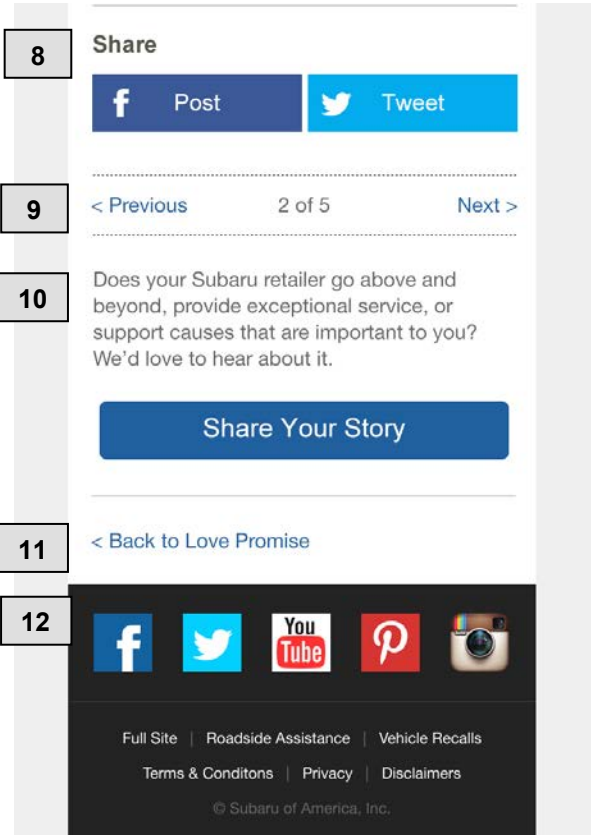 8
Share
f Post
Tweet
9
< Previous 2 of 5 Next >
10
Does your Subaru retailer go above and
beyond, provide exceptional service, or
support causes that are important to you?
We'd love to hear about it.
Share Your Story
11
< Back to Love Promise
12
f
You
Tube
Full Site | Roadside Assistance | Vehicle Recalls
Terms & Conditons | Privacy | Disclaimers
© Subaru of America, Inc.